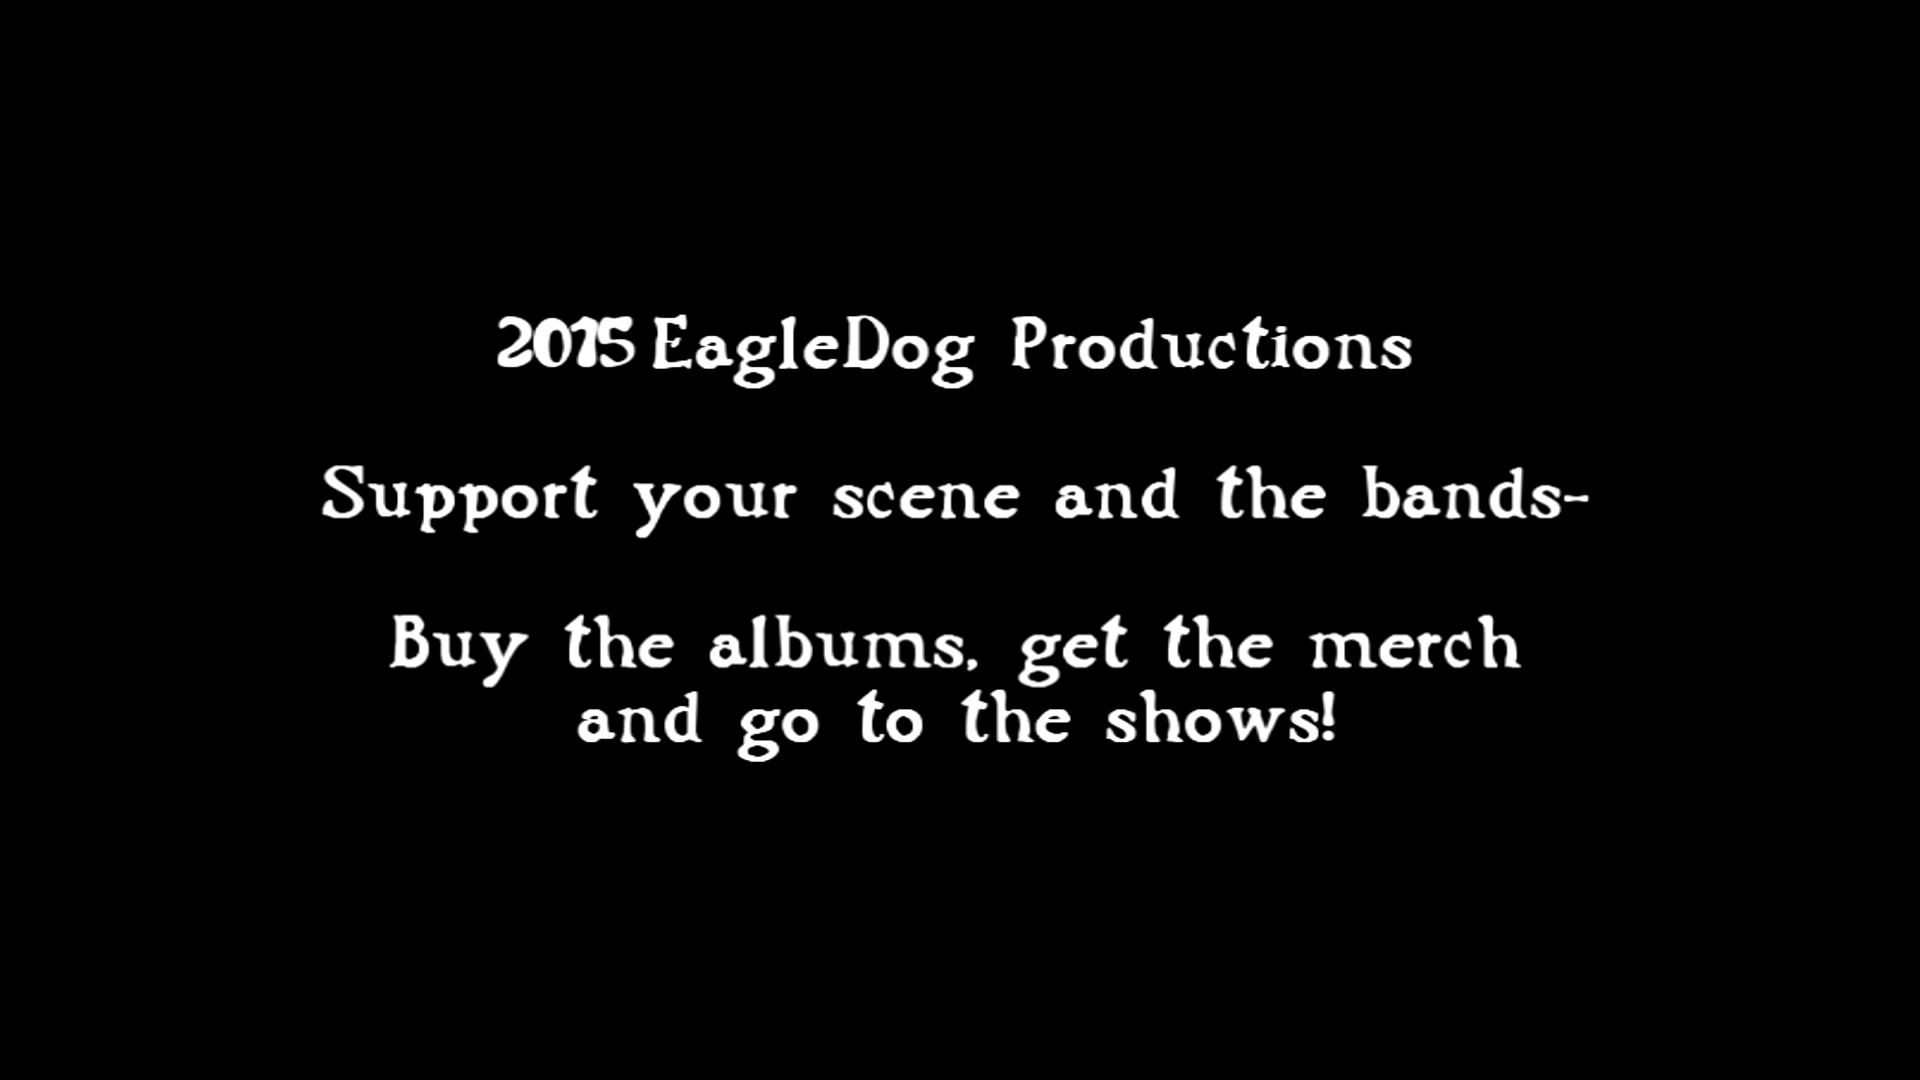 2015 EagleDog Productions
Support your scene and the bands-
Buy the albums, get the merch
and go to the shows!